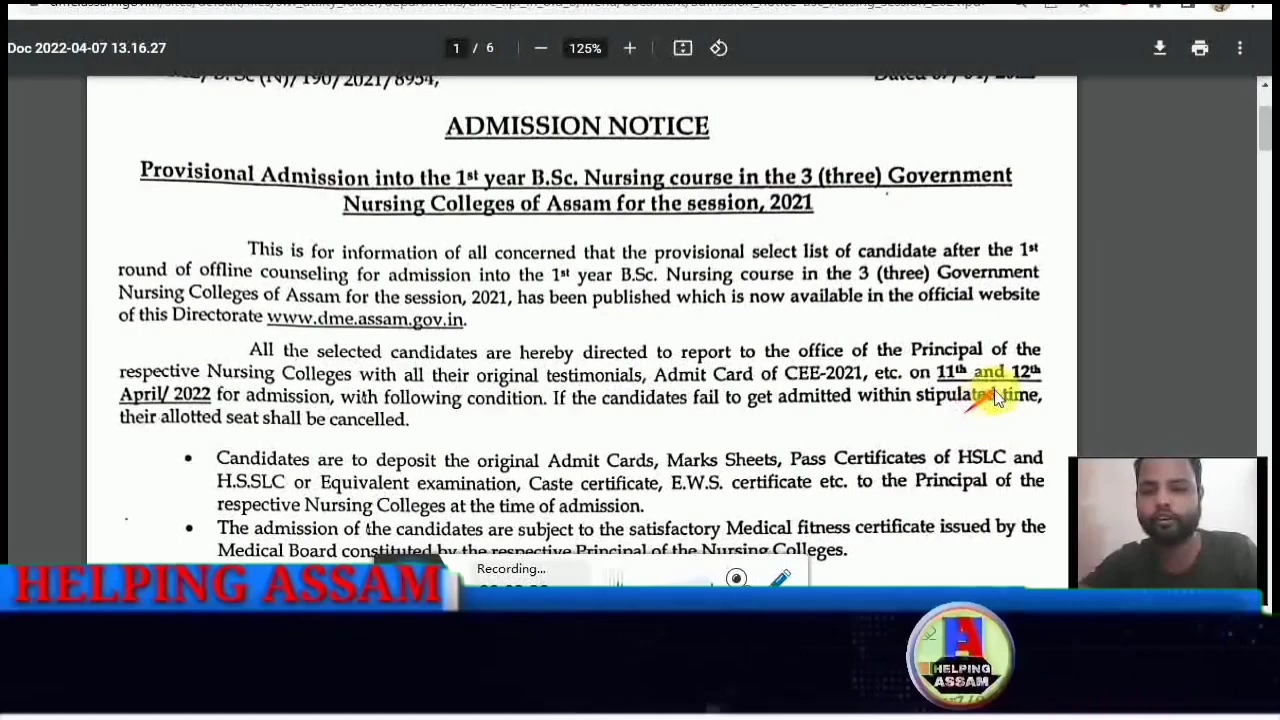 Doc 2022-04-07 13.16.27
1 / 6
125%
ADMISSION NOTICE
Provisional Admission into the 1st year B.Sc. Nursing course in the 3 (three) Government
Nursing Colleges of Assam for the session, 2021
This is for information of all concerned that the provisional select list of candidate after the 1st
round of offline counseling for admission into the 1st year B.Sc. Nursing course in the 3 (three) Government
Nursing Colleges of Assam for the session, 2021, has been published which is now available in the official website
of this Directorate www.dme.assam.gov.in.
All the selected candidates are hereby directed to report to the office of the Principal of the
respective Nursing Colleges with all their original testimonials, Admit Card of CEE-2021, etc. on 11th and 12th
April/ 2022 for admission, with following condition. If the candidates fail to get admitted within stipulated time,
their allotted seat shall be cancelled.
• Candidates are to deposit the original Admit Cards, Marks Sheets, Pass Certificates of HSLC and
H.S.SLC or Equivalent examination, Caste certificate, E.W.S. certificate etc. to the Principal of the
respective Nursing Colleges at the time of admission.
• The admission of the candidates are subject to the satisfactory Medical fitness certificate issued by the
Medical Board constituted by the respective Principal of the Nursing Colleges.
Recording...
HELPING ASSAM
HELPING
ASSAM